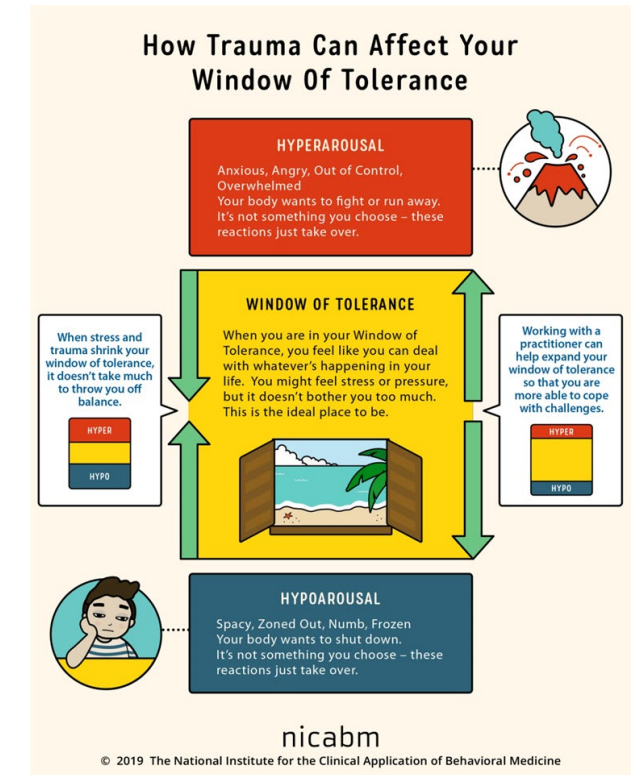 How Trauma Can Affect Your
Window Of Tolerance
HYPERAROUSAL
Anxious, Angry, Out of Control,
Overwhelmed
Your body wants to fight or run away.
It's not something you choose – these
reactions just take over.
WINDOW OF TOLERANCE
When you are in your Window of
Tolerance, you feel like you can deal
with whatever's happening in your
life. You might feel stress or pressure,
but it doesn't bother you too much.
This is the ideal place to be.
When stress and
trauma shrink your
window of tolerance,
it doesn't take much
to throw you off
balance.
HYPER
HYPO
Working with a
practitioner can
help expand your
window of tolerance
so that you are
more able to cope
with challenges.
HYPER
HYPO
HYPOAROUSAL
Spacy, Zoned Out, Numb, Frozen
Your body wants to shut down.
It's not something you choose – these
reactions just take over.
nicabm
© 2019 The National Institute for the Clinical Application of Behavioral Medicine